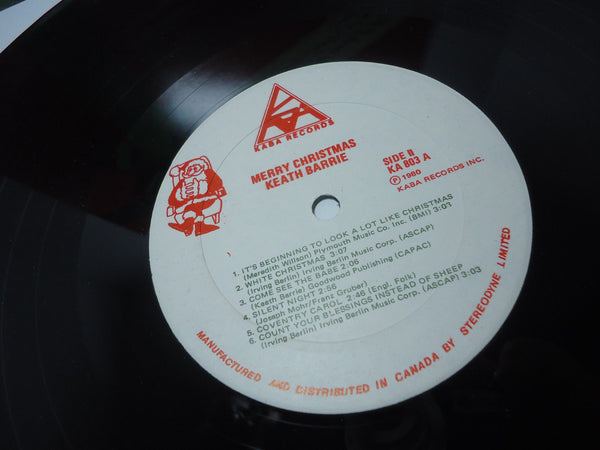 KABA RECORDS
MERRY CHRISTMAS
KEATH BARRIE
SIDE II
KA 803 A
℗ 1980
KABA RECORDS INC.
1. IT'S BEGINNING TO LOOK A LOT LIKE CHRISTMAS
(Meredith Willson) Plymouth Music Co. Inc. (BMI) 3:03
2. WHITE CHRISTMAS 3:07
(Irving Berlin) Irving Berlin Music Corp. (ASCAP)
3. COME SEE THE BABE 2:06
(Keath Barrie) Goodwood Publishing (CAPAC)
4. SILENT NIGHT 2:56
(Joseph Mohr/Franz Gruber)
5. COVENTRY CAROL 2:46 [Engl. Folk)
6. COUNT YOUR BLESSINGS INSTEAD OF SHEEP
(Irving Berlin) Irving Berlin Music Corp. (ASCAP) 3:03
MANUFACTURED AND DISTRIBUTED IN CANADA BY STEREODYNE LIMITED